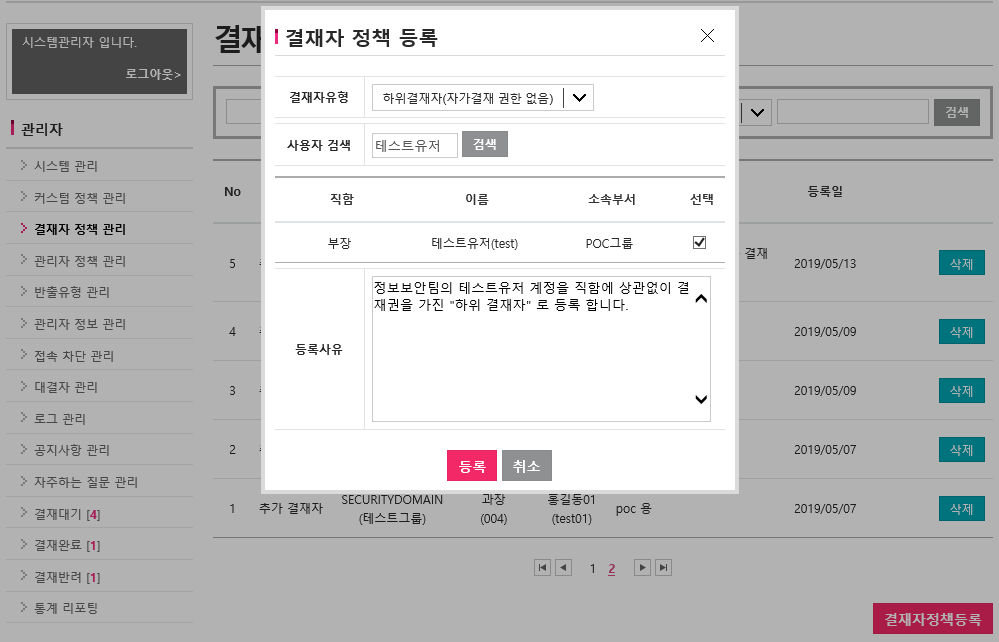 시스템관리자 입니다.
로그아웃>
관리자
시스템 관리
커스텀 정책 관리
결재자 정책 관리
관리자 정책 관리
반출유형 관리
관리자 정보 관리
접속 차단 관리
대결자 관리
로그 관리
공지사항 관리
자주하는 질문 관리
결재대기 [4]
결재완료 [1]
결재반려 [1]
통계 리포팅
결재자 정책 등록
결재자유형 하위결재자(자가결재 권한 없음)
사용자 검색 테스트유저 검색
직함 이름 소속부서 선택
부장 테스트유저(test) POC그룹
등록사유
정보보안팀의 테스트유저 계정을 직함에 상관없이 결
재권을 가진 "하위 결재자" 로 등록 합니다.
등록 취소
검색
No 등록일
5 결재 2019/05/13 삭제
4 2019/05/09 삭제
3 2019/05/09 삭제
2 2019/05/07 삭제
1 추가 결재자 SECURITYDOMAIN (테스트그룹) 과장 (004) 홍길동01 (test01) poc 용 2019/05/07 삭제
1 2
결재자정책등록